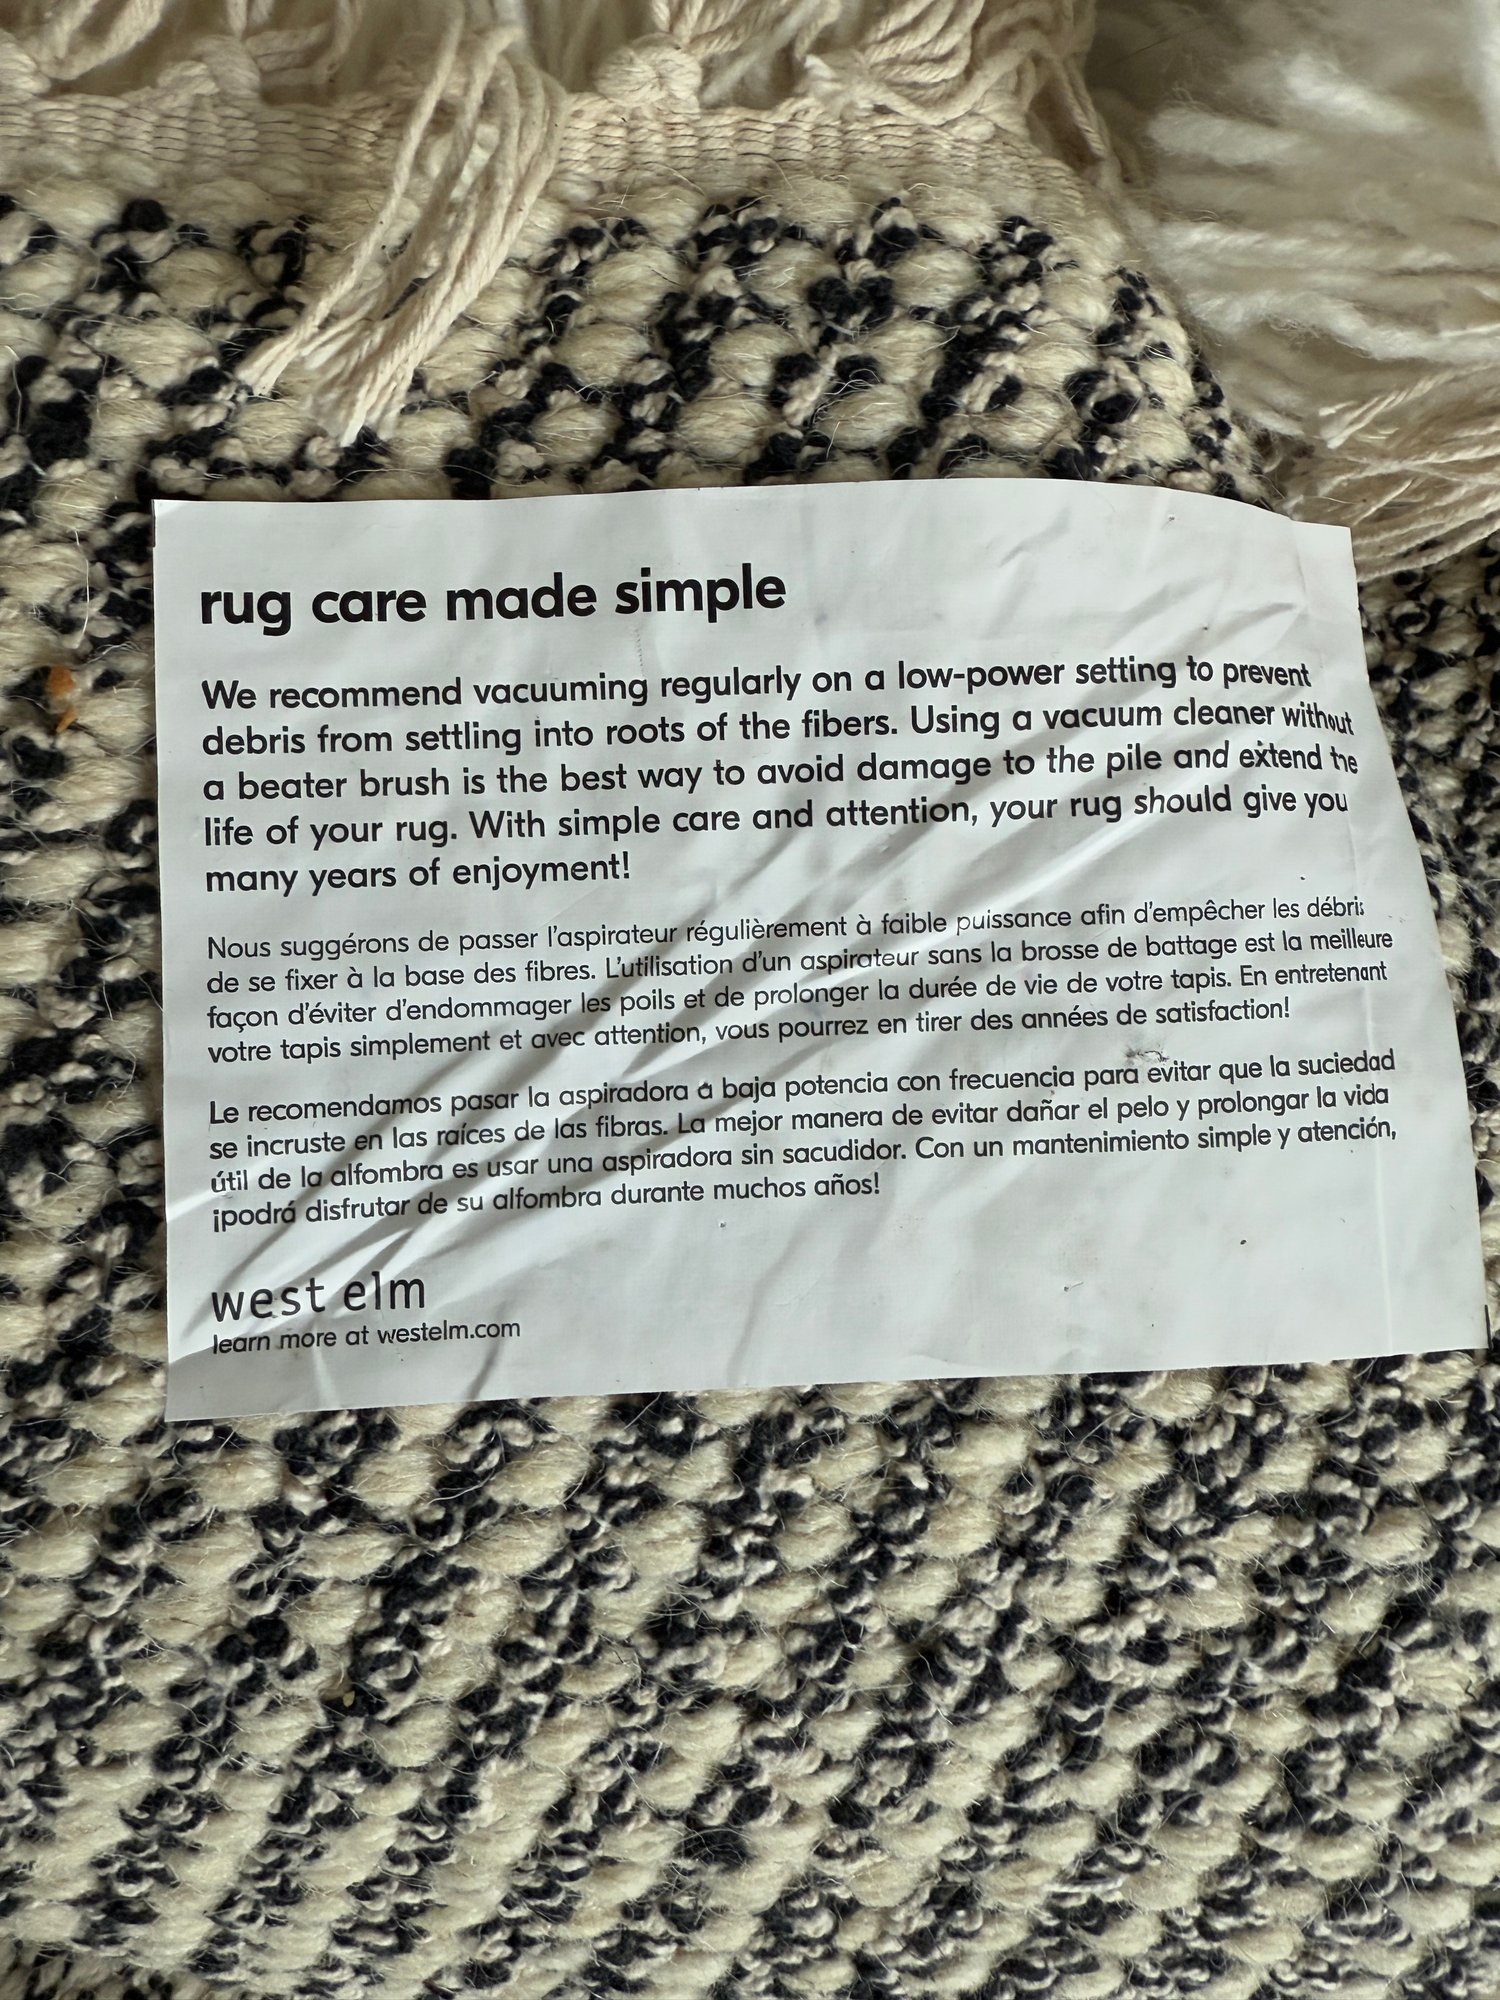 rug care made simple
We recommend vacuuming regularly on a low-power setting to prevent
debris from settling into roots of the fibers. Using a vacuum cleaner without
a beater brush is the best way to avoid damage to the pile and extend the
life of your rug. With simple care and attention, your rug should give you
many years of enjoyment!
Nous suggérons de passer l'aspirateur régulièrement à faible puissance afin d'empêcher les débris
de se fixer à la base des fibres. L'utilisation d'un aspirateur sans la brosse de battage est la meilleure
façon d'éviter d'endommager les poils et de prolonger la durée de vie de votre tapis. En entretenant
votre tapis simplement et avec attention, vous pourrez en tirer des années de satisfaction!
Le recomendamos pasar la aspiradora a baja potencia con frecuencia para evitar que la suciedad
se incruste en las raíces de las fibras. La mejor manera de evitar dañar el pelo y prolongar la vida
útil de la alfombra es usar una aspiradora sin sacudidor. Con un mantenimiento simple y atención,
¡podrá disfrutar de su alfombra durante muchos años!
west elm
learn more at westelm.com